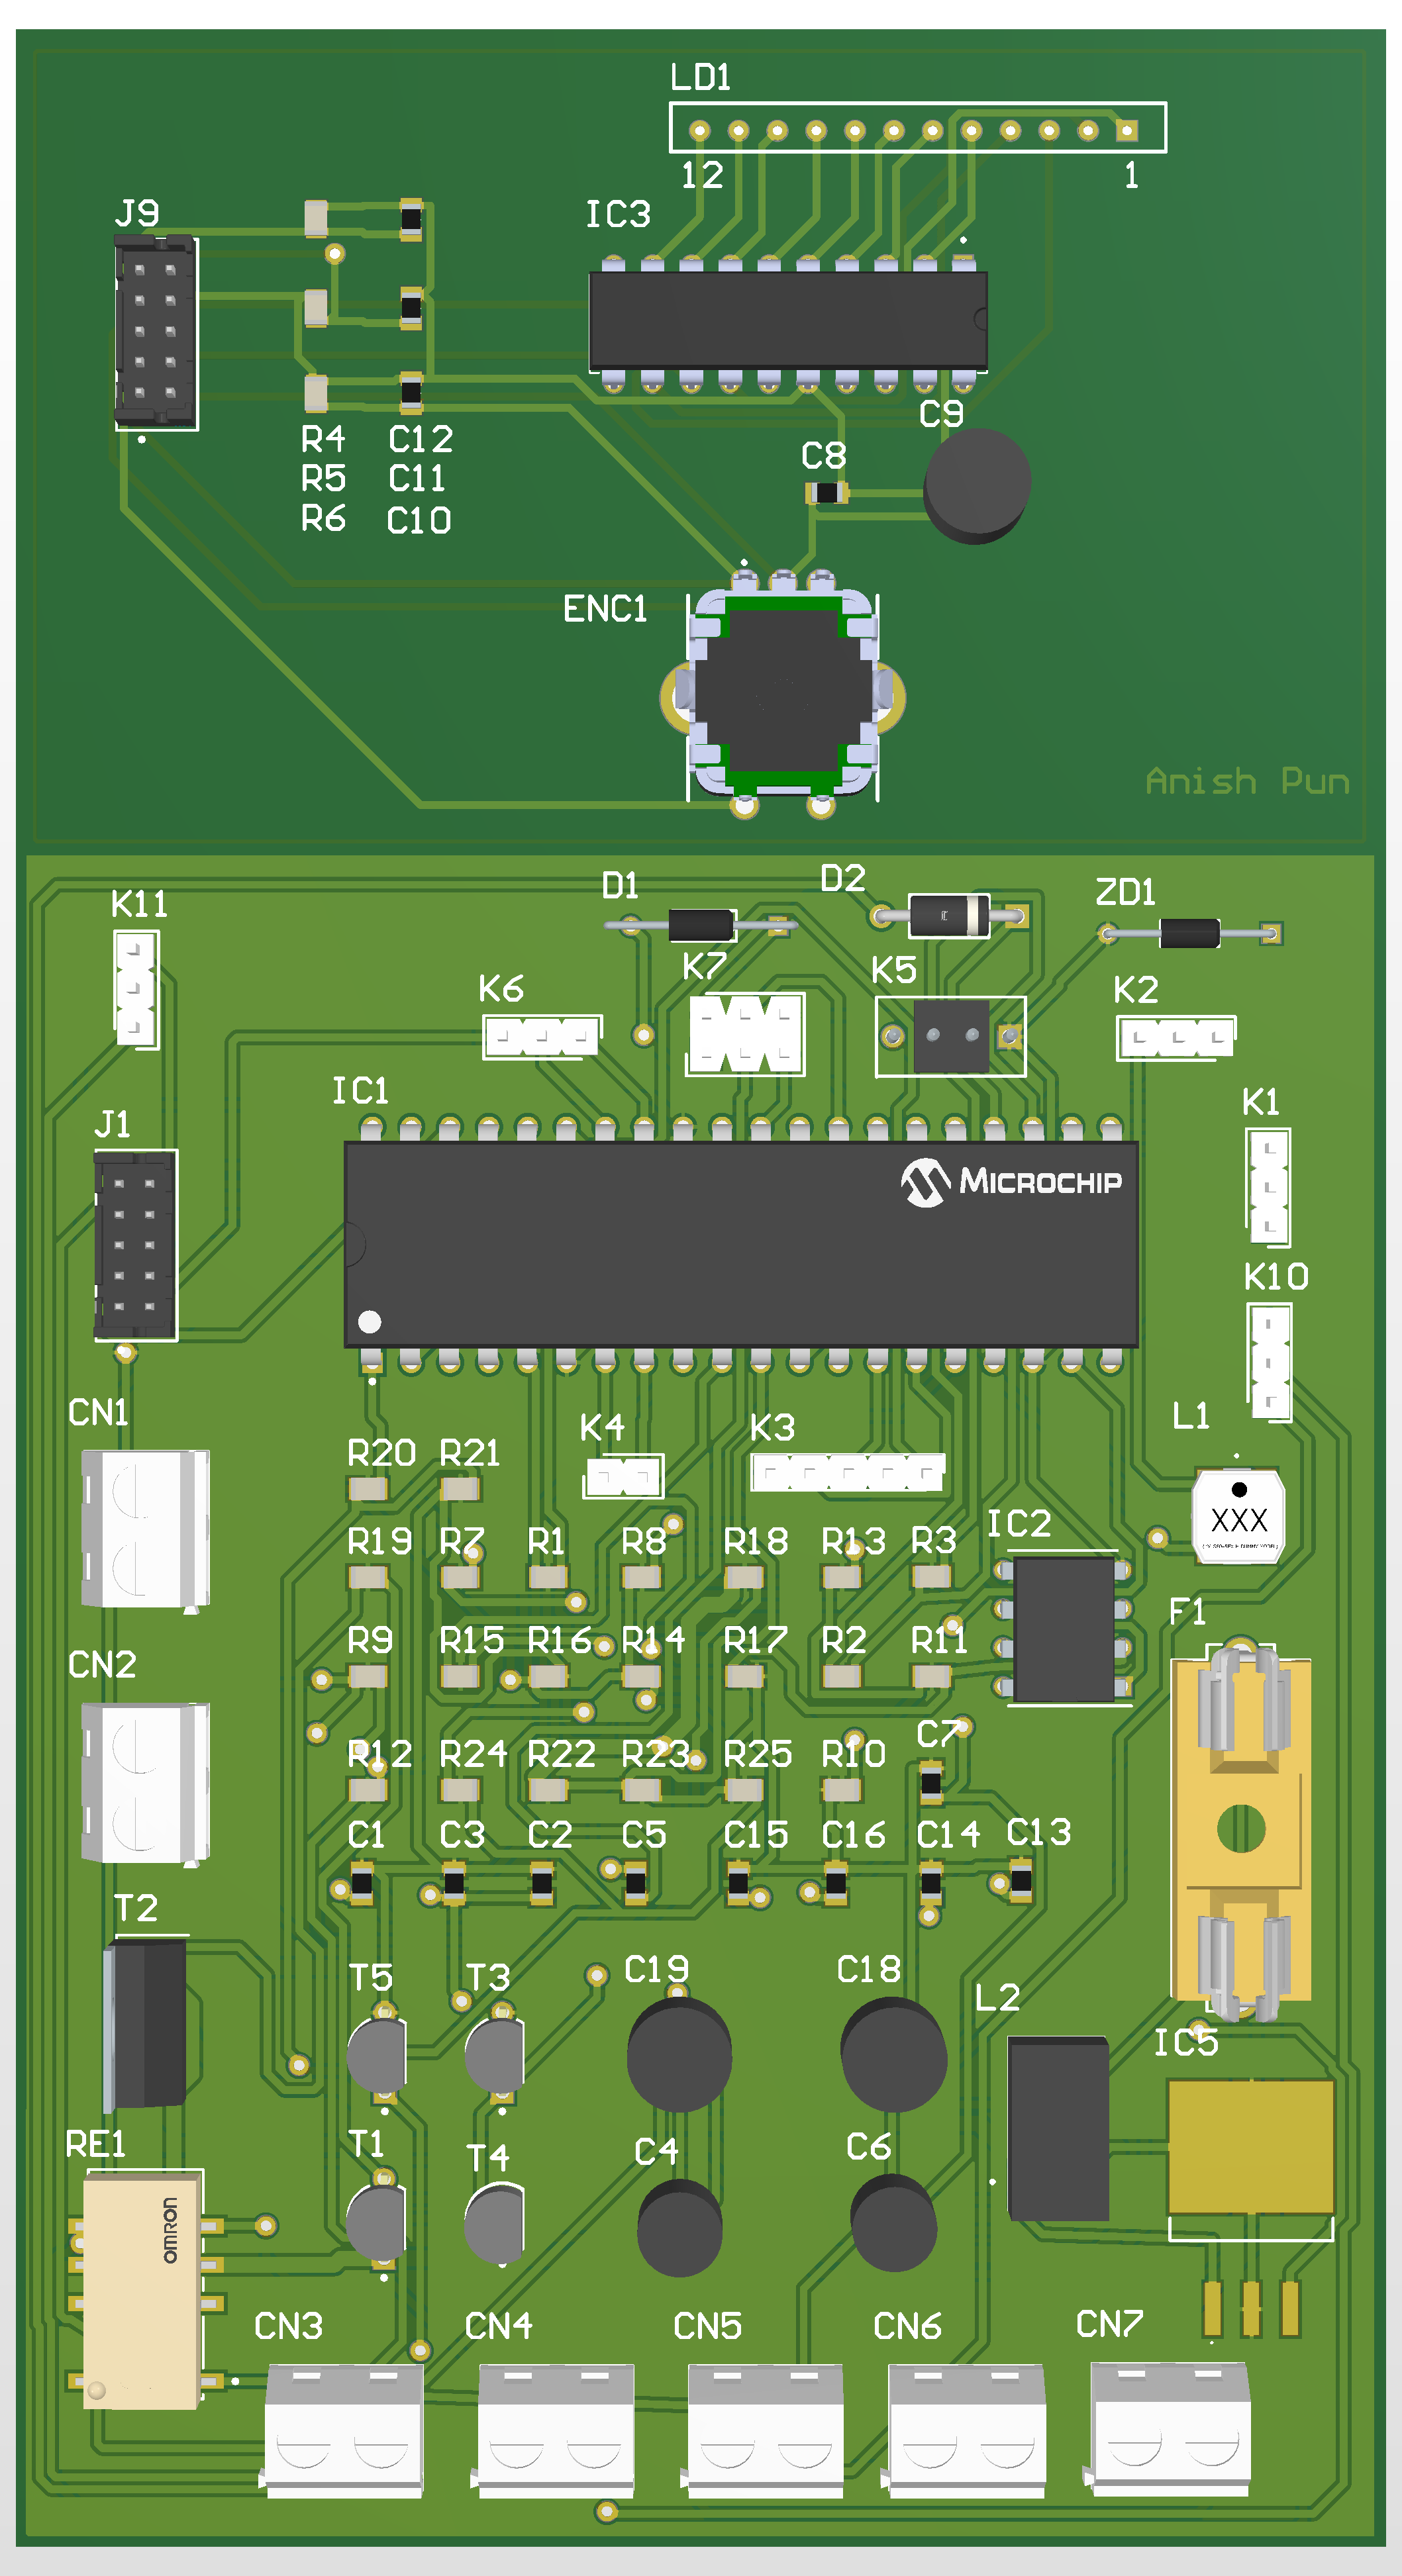 LD1
12 1
J9
IC3
C9
R4 C12
C8
R5 C11
R6 C10
ENC1
Anish Pun
D1 D2
K11 ZD1
K7 K5
K6 K2
IC1 K1
J1
MICROCHIP
K10
CN1 L1
K4 K3
R20 R21
XXX
IC2
R19 R7 R1 R8 R18 R13 R3
F1
R9 R15 R16 R14 R17 R2 R11
CN2
C7
R12 R24 R22 R23 R25 R10
C1 C3 C2 C5 C15 C16 C14 C13
T2
T5 T3 C19 C18
L2
IC5
RE1 T1 T4 C4 C6
OMRON
CN3 CN4 CN5 CN6 CN7